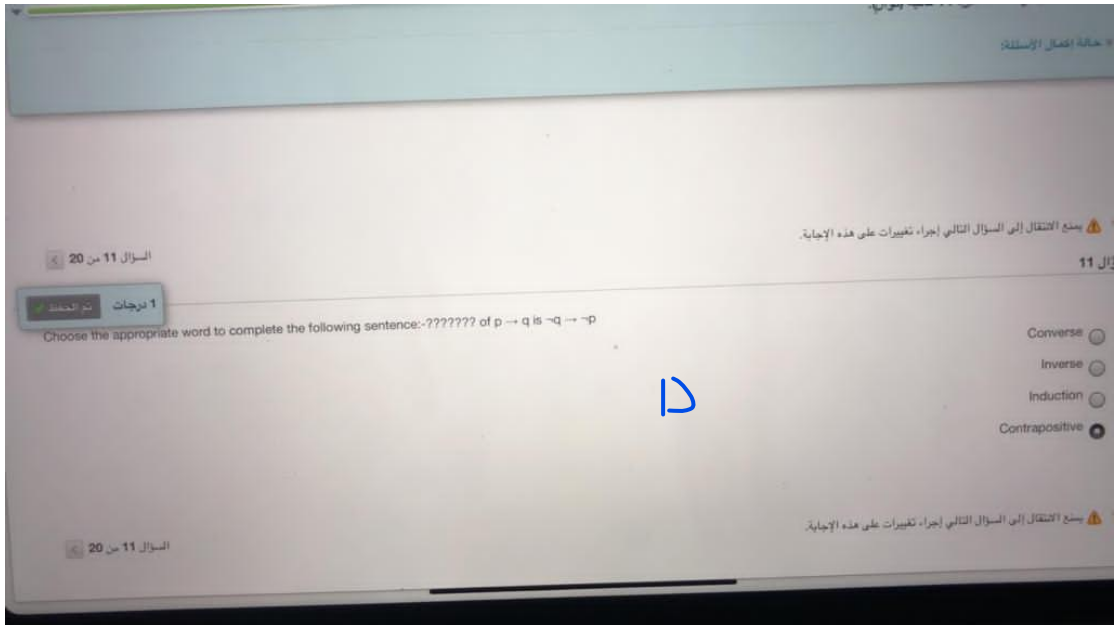 حالة إكمال الأسئلة:
يمنع الانتقال إلى السؤال التالي إجراء تغييرات على هذه الإجابة.
السؤال 11 من 20
11
1 درجات تم الحفظ
Choose the appropriate word to complete the following sentence:-??????? of p → q is ¬q → ¬p
Converse
Inverse
Induction
Contrapositive
D
يمنع الانتقال إلى السؤال التالي إجراء تغييرات على هذه الإجابة.
السؤال 11 من 20